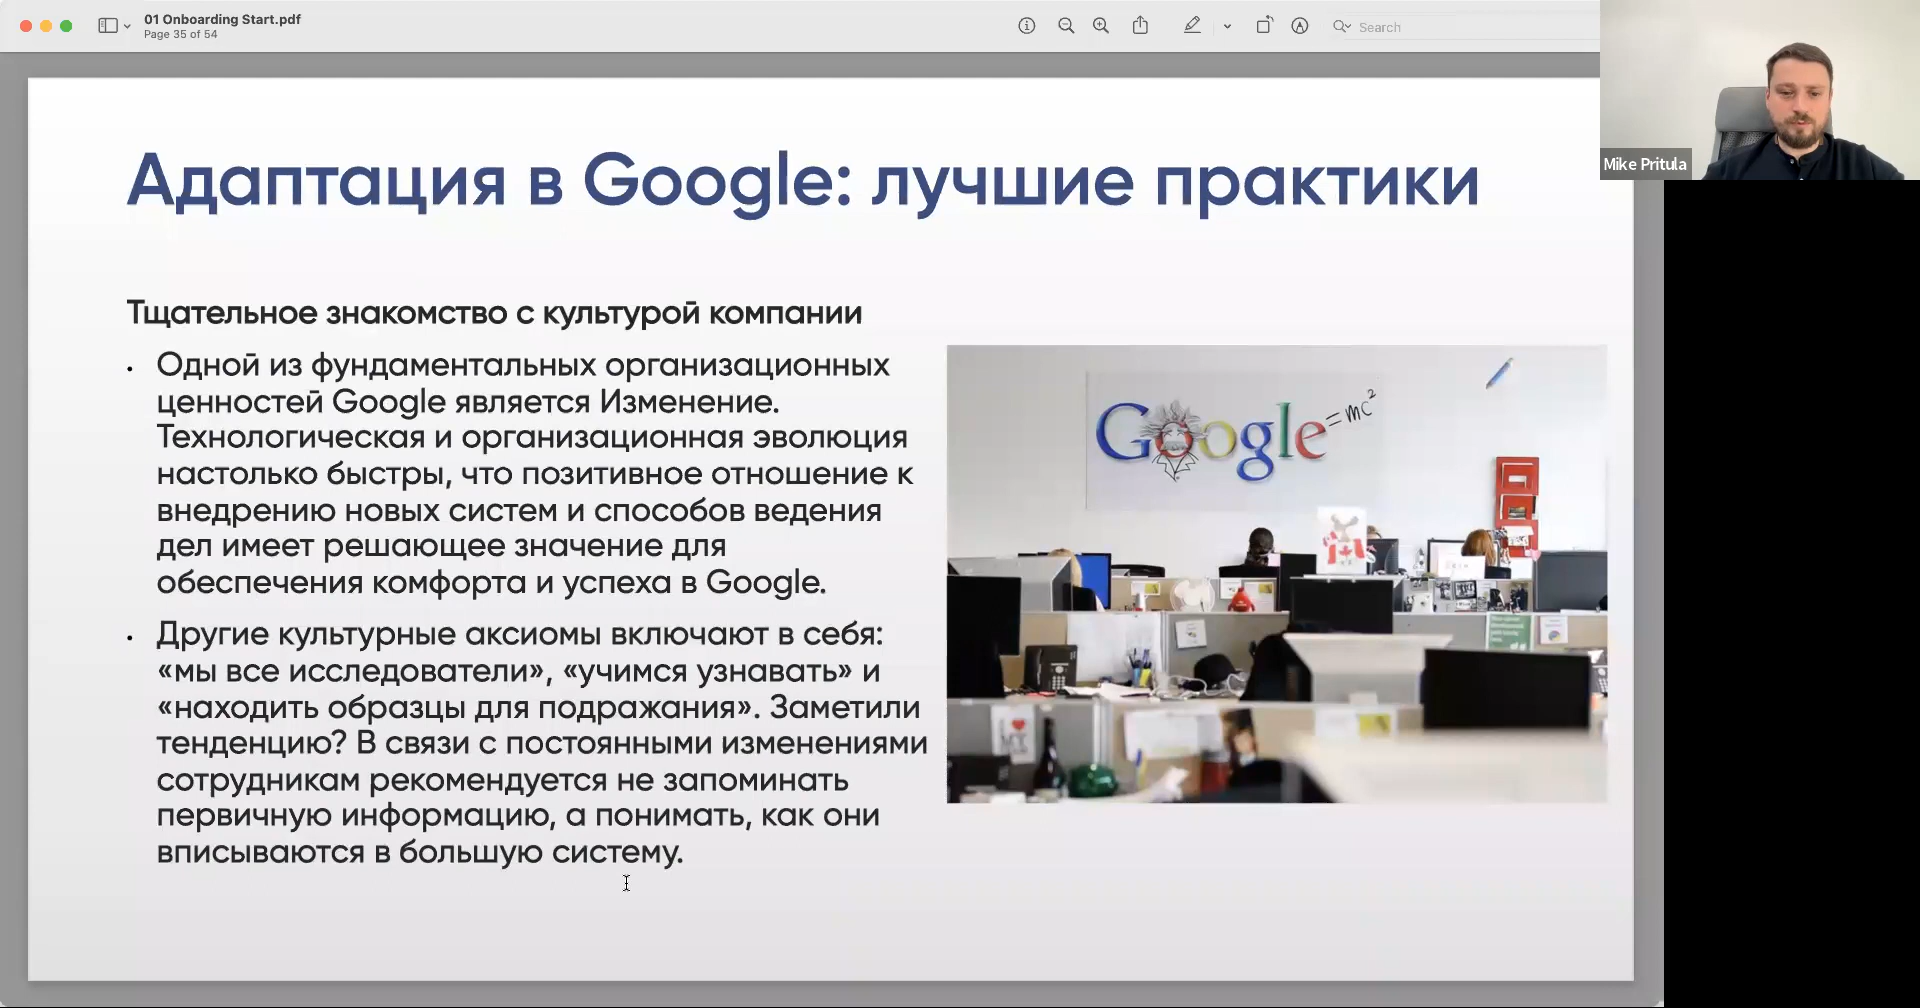 01 Onboarding Start.pdf
Page 35 of 54
Search
Mike Pritula
Адаптация в Google: лучшие практики
Тщательное знакомство с культурой компании
• Одной из фундаментальных организационных
ценностей Google является Изменение.
Технологическая и организационная эволюция
настолько быстры, что позитивное отношение к
внедрению новых систем и способов ведения
дел имеет решающее значение для
обеспечения комфорта и успеха в Google.
• Другие культурные аксиомы включают в себя:
«мы все исследователи», «учимся узнавать» и
«находить образцы для подражания». Заметили
тенденцию? В связи с постоянными изменениями
сотрудникам рекомендуется не запоминать
первичную информацию, а понимать, как они
вписываются в большую систему.
Google=mc²